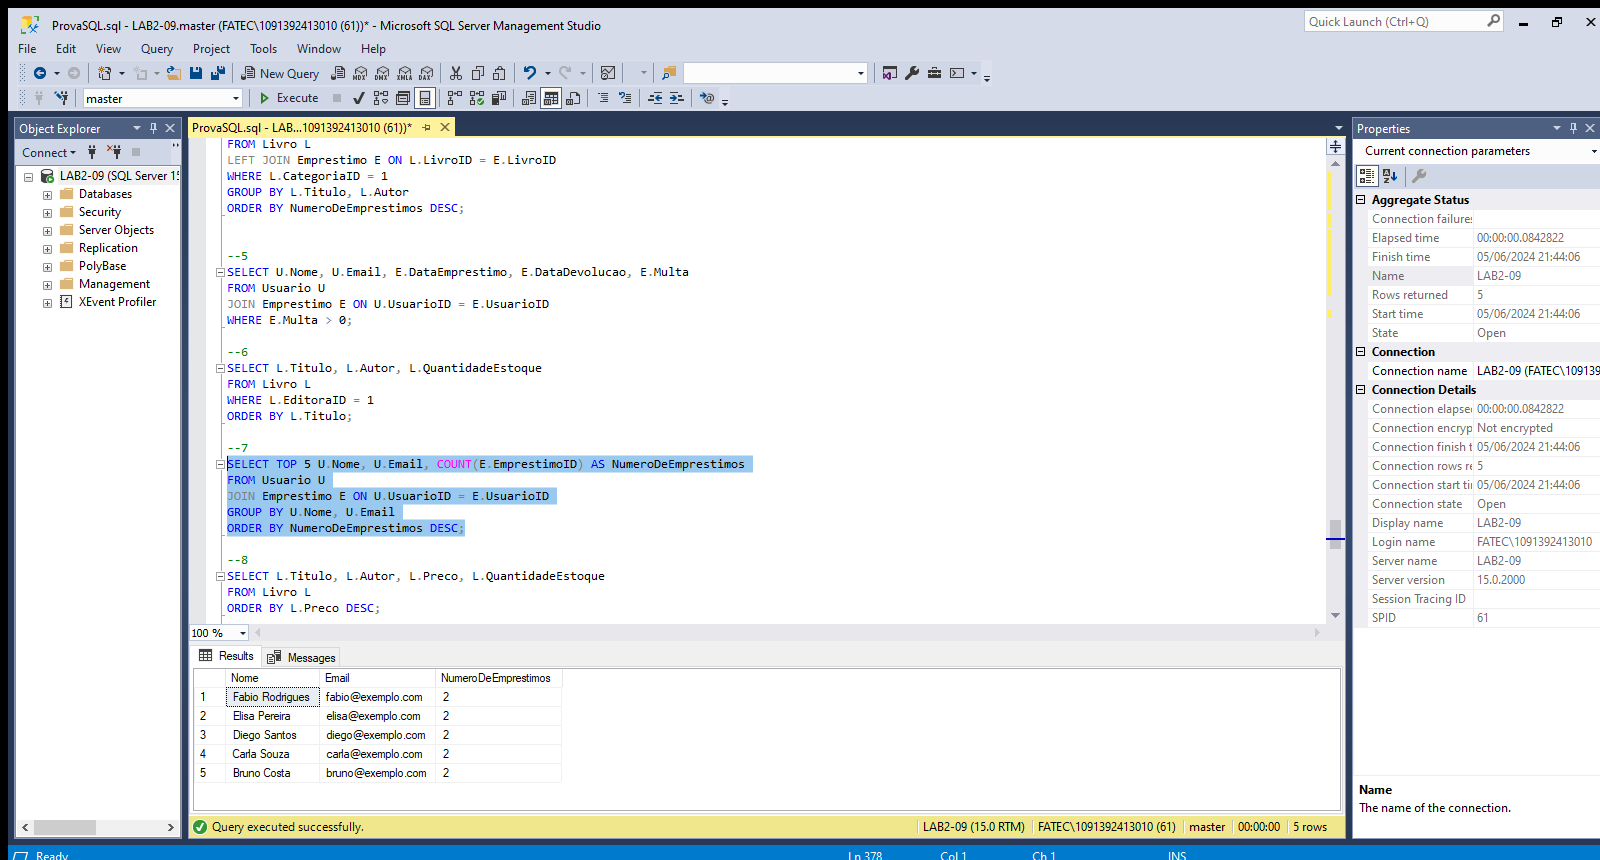 ProvaSQL.sql - LAB2-09.master (FATEC\1091392413010 (61))* - Microsoft SQL Server Management Studio
Quick Launch (Ctrl+Q)
File Edit View Query Project Tools Window Help
New Query
MDX DMX XMLA DAX
master
Execute
Object Explorer
Connect
LAB2-09 (SQL Server 15
Databases
Security
Server Objects
Replication
PolyBase
Management
XEvent Profiler
ProvaSQL.sql - LAB...1091392413010 (61))*
FROM Livro L
LEFT JOIN Emprestimo E ON L.LivroID = E.LivroID
WHERE L.CategoriaID = 1
GROUP BY L.Titulo, L.Autor
ORDER BY NumeroDeEmprestimos DESC;
--5
SELECT U.Nome, U.Email, E.DataEmprestimo, E.DataDevolucao, E.Multa
FROM Usuario U
JOIN Emprestimo E ON U.UsuarioID = E.UsuarioID
WHERE E.Multa > 0;
--6
SELECT L.Titulo, L.Autor, L.QuantidadeEstoque
FROM Livro L
WHERE L.EditoraID = 1
ORDER BY L.Titulo;
--7
SELECT TOP 5 U.Nome, U.Email, COUNT(E.EmprestimoID) AS NumeroDeEmprestimos
FROM Usuario U
JOIN Emprestimo E ON U.UsuarioID = E.UsuarioID
GROUP BY U.Nome, U.Email
ORDER BY NumeroDeEmprestimos DESC;
--8
SELECT L.Titulo, L.Autor, L.Preco, L.QuantidadeEstoque
FROM Livro L
ORDER BY L.Preco DESC;
100 %
Results Messages
Nome Email NumeroDeEmprestimos
1 Fabio Rodrigues fabio@exemplo.com 2
2 Elisa Pereira elisa@exemplo.com 2
3 Diego Santos diego@exemplo.com 2
4 Carla Souza carla@exemplo.com 2
5 Bruno Costa bruno@exemplo.com 2
Query executed successfully.
LAB2-09 (15.0 RTM) FATEC\1091392413010 (61) master 00:00:00 5 rows
Properties
Current connection parameters
Aggregate Status
Connection failures
Elapsed time 00:00:00.0842822
Finish time 05/06/2024 21:44:06
Name LAB2-09
Rows returned 5
Start time 05/06/2024 21:44:06
State Open
Connection
Connection name LAB2-09 (FATEC\109139
Connection Details
Connection elapse 00:00:00.0842822
Connection encryp Not encrypted
Connection finish t 05/06/2024 21:44:06
Connection rows re 5
Connection start ti 05/06/2024 21:44:06
Connection state Open
Display name LAB2-09
Login name FATEC\1091392413010
Server name LAB2-09
Server version 15.0.2000
Session Tracing ID
SPID 61
Name
The name of the connection.
Ready Ln 378 Col 1 Ch 1 INS